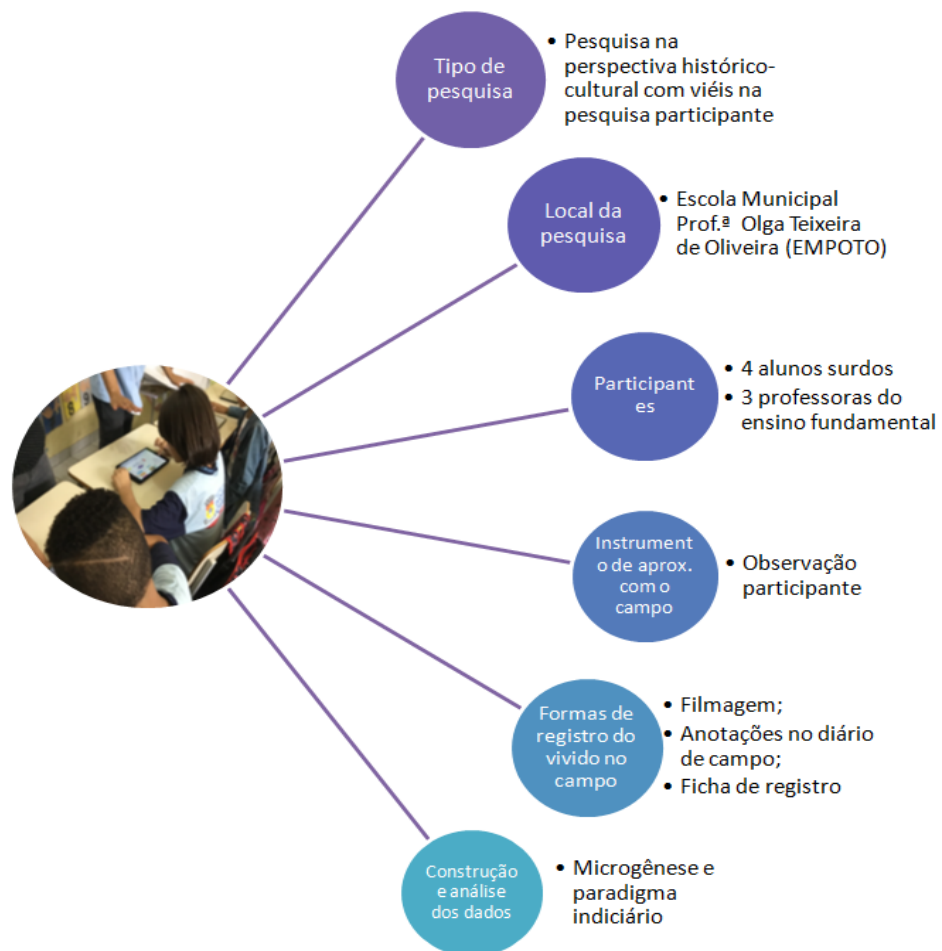 Tipo de
pesquisa
• Pesquisa na
perspectiva histórico-
cultural com viéis na
pesquisa participante
Local da
pesquisa
• Escola Municipal
Prof.ª Olga Teixeira
de Oliveira (EMPOTO)
Participant
es
• 4 alunos surdos
• 3 professoras do
ensino fundamental
Instrument
o de aprox.
com o
campo
• Observação
participante
Formas de
registro do
vivido no
campo
• Filmagem;
• Anotações no diário
de campo;
• Ficha de registro
Construção
e análise
dos dados
• Microgênese e
paradigma
indiciário